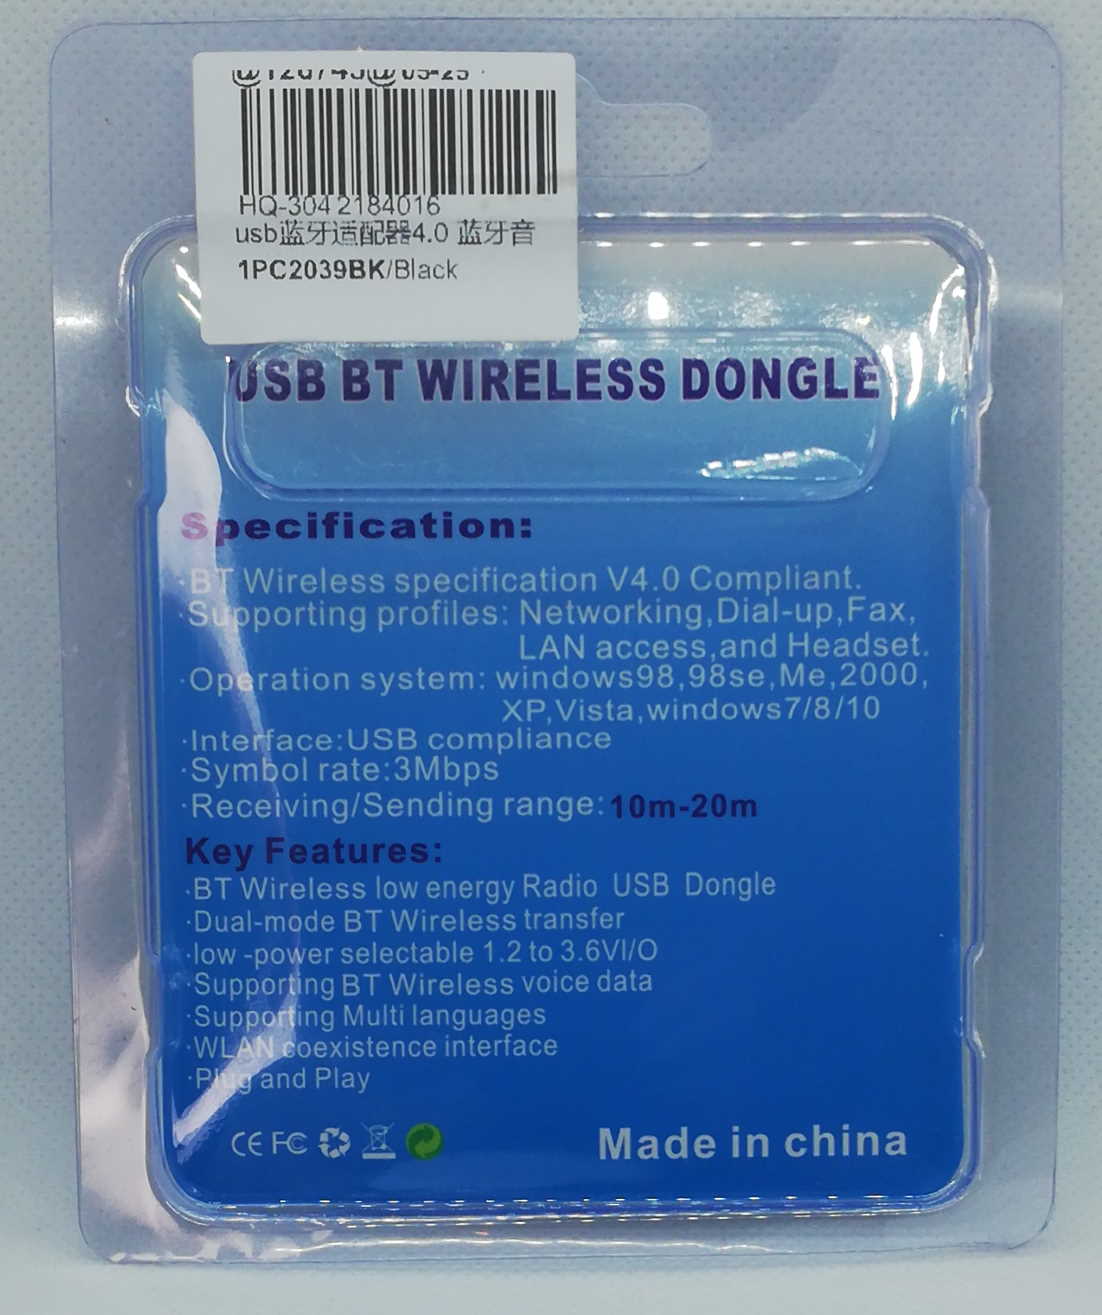 HQ-3042184016
usb蓝牙适配器4.0 蓝牙音
1PC2039BK/Black
USB BT WIRELESS DONGLE
Specification:
·BT Wireless specification V4.0 Compliant.
·Supporting profiles: Networking,Dial-up,Fax,
LAN access,and Headset.
·Operation system: windows98,98se,Me,2000,
XP,Vista,windows7/8/10
·Interface:USB compliance
·Symbol rate:3Mbps
·Receiving/Sending range:10m-20m
Key Features:
·BT Wireless low energy Radio USB Dongle
·Dual-mode BT Wireless transfer
·low -power selectable 1.2 to 3.6VI/O
·Supporting BT Wireless voice data
·Supporting Multi languages
·WLAN coexistence interface
·Plug and Play
CE FC Made in china